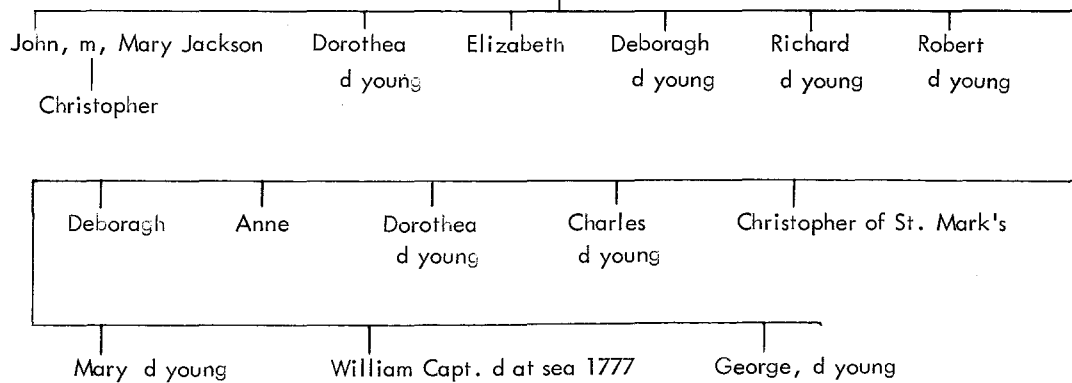 John, m, Mary Jackson Dorothea Elizabeth Deboragh Richard Robert
d young d young d young d young
Christopher
Deboragh Anne Dorothea Charles Christopher of St. Mark's
d young d young
Mary d young William Capt. d at sea 1777 George, d young